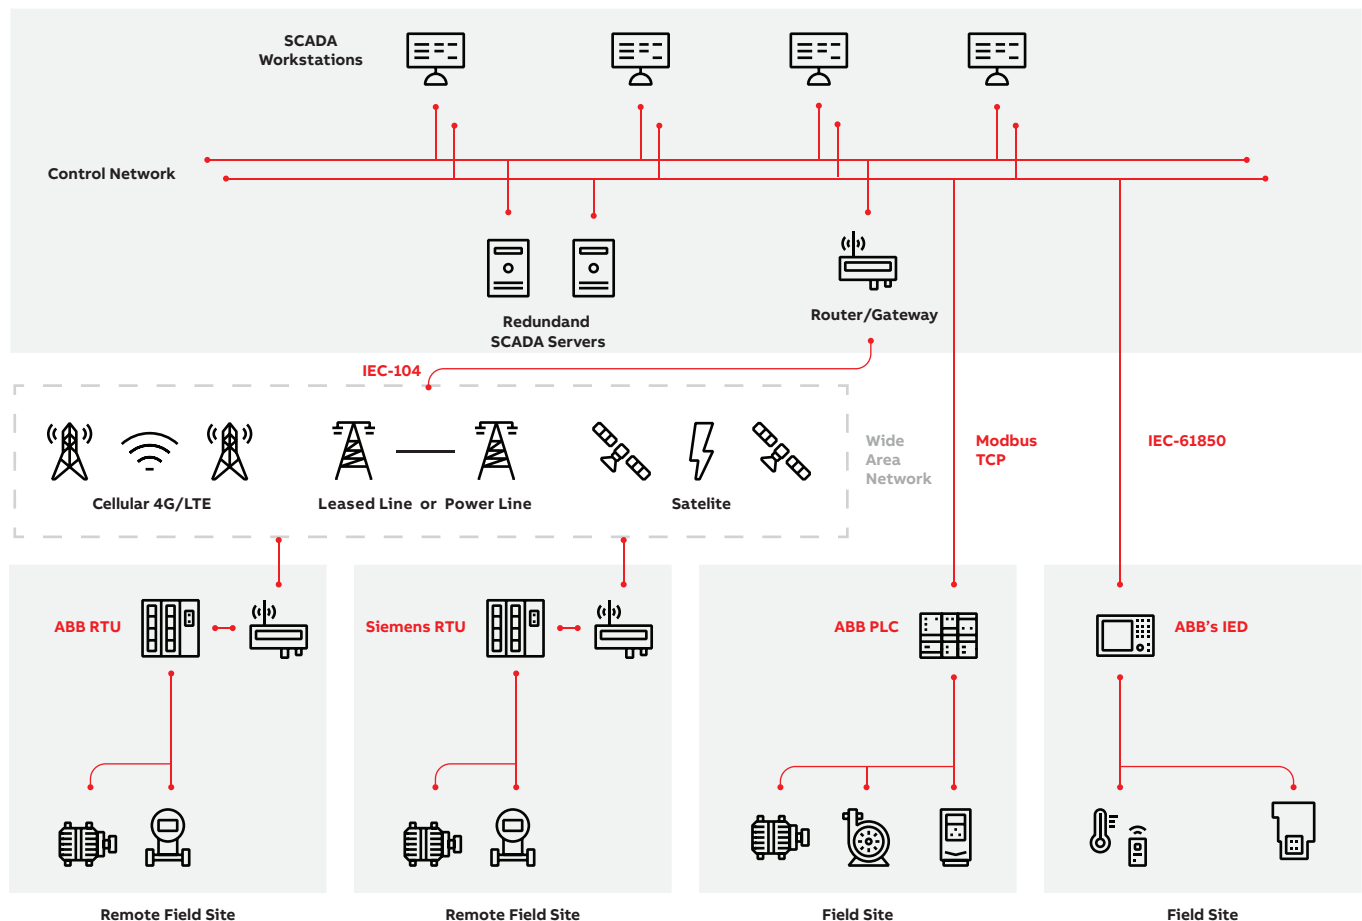 SCADA
Workstations
Control Network
Redundand
SCADA Servers
Router/Gateway
IEC-104
Wide
Area
Network
Modbus
TCP
IEC-61850
Cellular 4G/LTE
Leased Line or Power Line
Satelite
ABB RTU
Siemens RTU
ABB PLC
ABB's IED
Remote Field Site
Remote Field Site
Field Site
Field Site